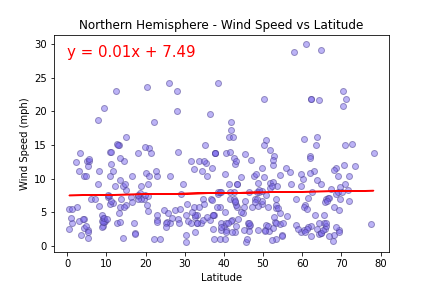 Northern Hemisphere - Wind Speed vs Latitude
y = 0.01x + 7.49
30
25
20
15
10
5
0
Wind Speed (mph)
0 10 20 30 40 50 60 70 80
Latitude